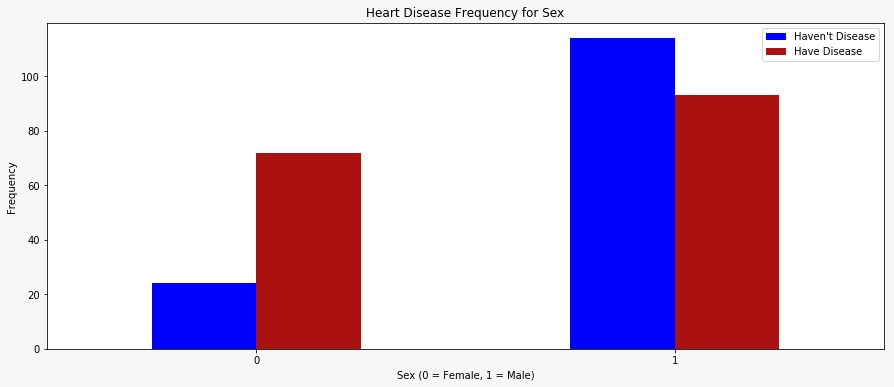 Heart Disease Frequency for Sex
Haven't Disease
Have Disease
Frequency
100
80
60
40
20
0
0 1
Sex (0 = Female, 1 = Male)